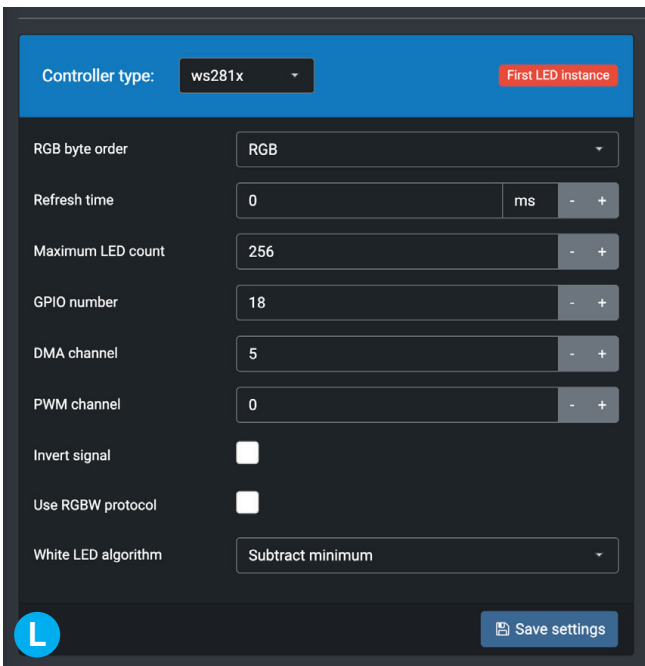 Controller type: ws281x First LED instance
RGB byte order RGB
Refresh time 0 ms - +
Maximum LED count 256 - +
GPIO number 18 - +
DMA channel 5 - +
PWM channel 0 - +
Invert signal
Use RGBW protocol
White LED algorithm Subtract minimum
L Save settings